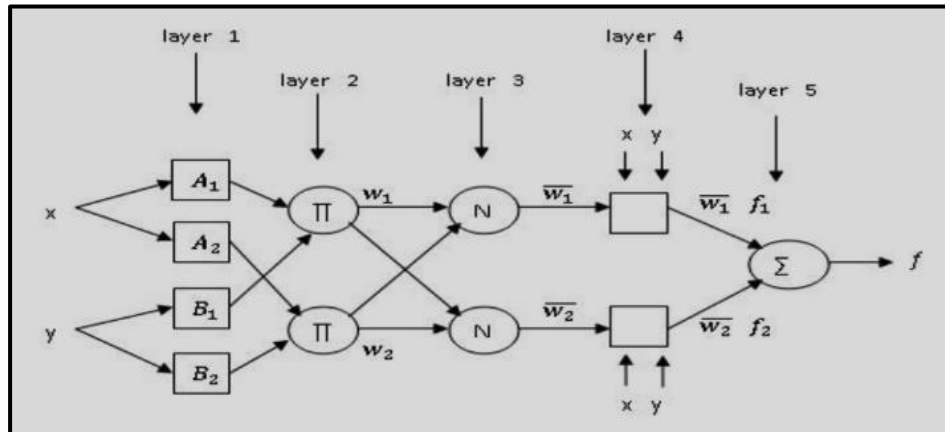 layer 1
layer 4
layer 2
layer 3
layer 5
x y
A₁
w₁
w̅₁
w̅₁ f₁
x
Π
N
A₂
Σ
f
B₁
w̅₂
y
Π
N
w̅₂ f₂
w₂
B₂
x y